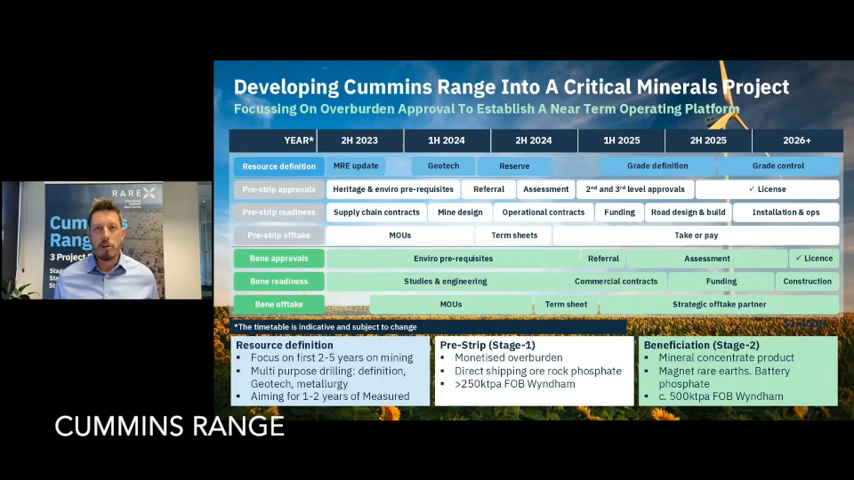 Developing Cummins Range Into A Critical Minerals Project
Focussing On Overburden Approval To Establish A Near Term Operating Platform
YEAR* 2H 2023 1H 2024 2H 2024 1H 2025 2H 2025 2026+
Resource definition MRE update Geotech Reserve Grade definition Grade control
Pre-strip approvals Heritage & enviro pre-requisites Referral Assessment 2nd and 3rd level approvals ✓ License
Pre-strip readiness Supply chain contracts Mine design Operational contracts Funding Road design & build Installation & ops
Pre-strip offtake MOUs Term sheets Take or pay
Bene approvals Enviro pre-requisites Referral Assessment ✓ Licence
Bene readiness Studies & engineering Commercial contracts Funding Construction
Bene offtake MOUs Term sheet Strategic offtake partner
*The timetable is indicative and subject to change
Resource definition
▪ Focus on first 2-5 years on mining
▪ Multi purpose drilling: definition,
Geotech, metallurgy
▪ Aiming for 1-2 years of Measured
Pre-Strip (Stage-1)
▪ Monetised overburden
▪ Direct shipping ore rock phosphate
▪ >250ktpa FOB Wyndham
Beneficiation (Stage-2)
▪ Mineral concentrate product
▪ Magnet rare earths. Battery
phosphate
▪ c. 500ktpa FOB Wyndham
RAREX
CUMMINS RANGE